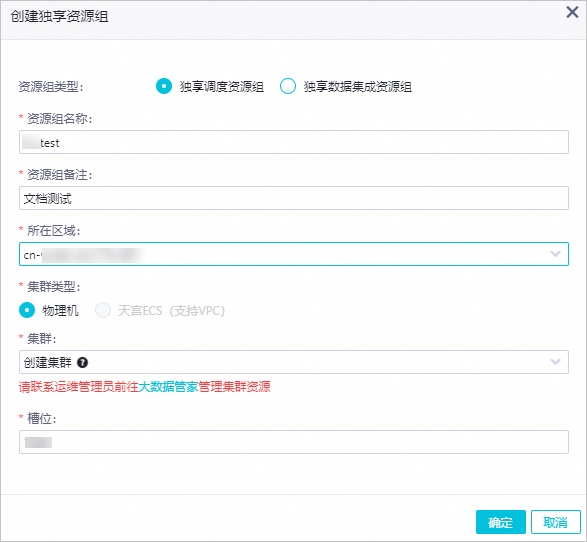 创建独享资源组
资源组类型: 独享调度资源组 独享数据集成资源组
* 资源组名称:
test
* 资源组备注:
文档测试
* 所在区域:
cn-
* 集群类型:
物理机 天宫ECS（支持VPC）
* 集群:
创建集群 ?
请联系运维管理员前往大数据管家管理集群资源
* 槽位:
确定 取消